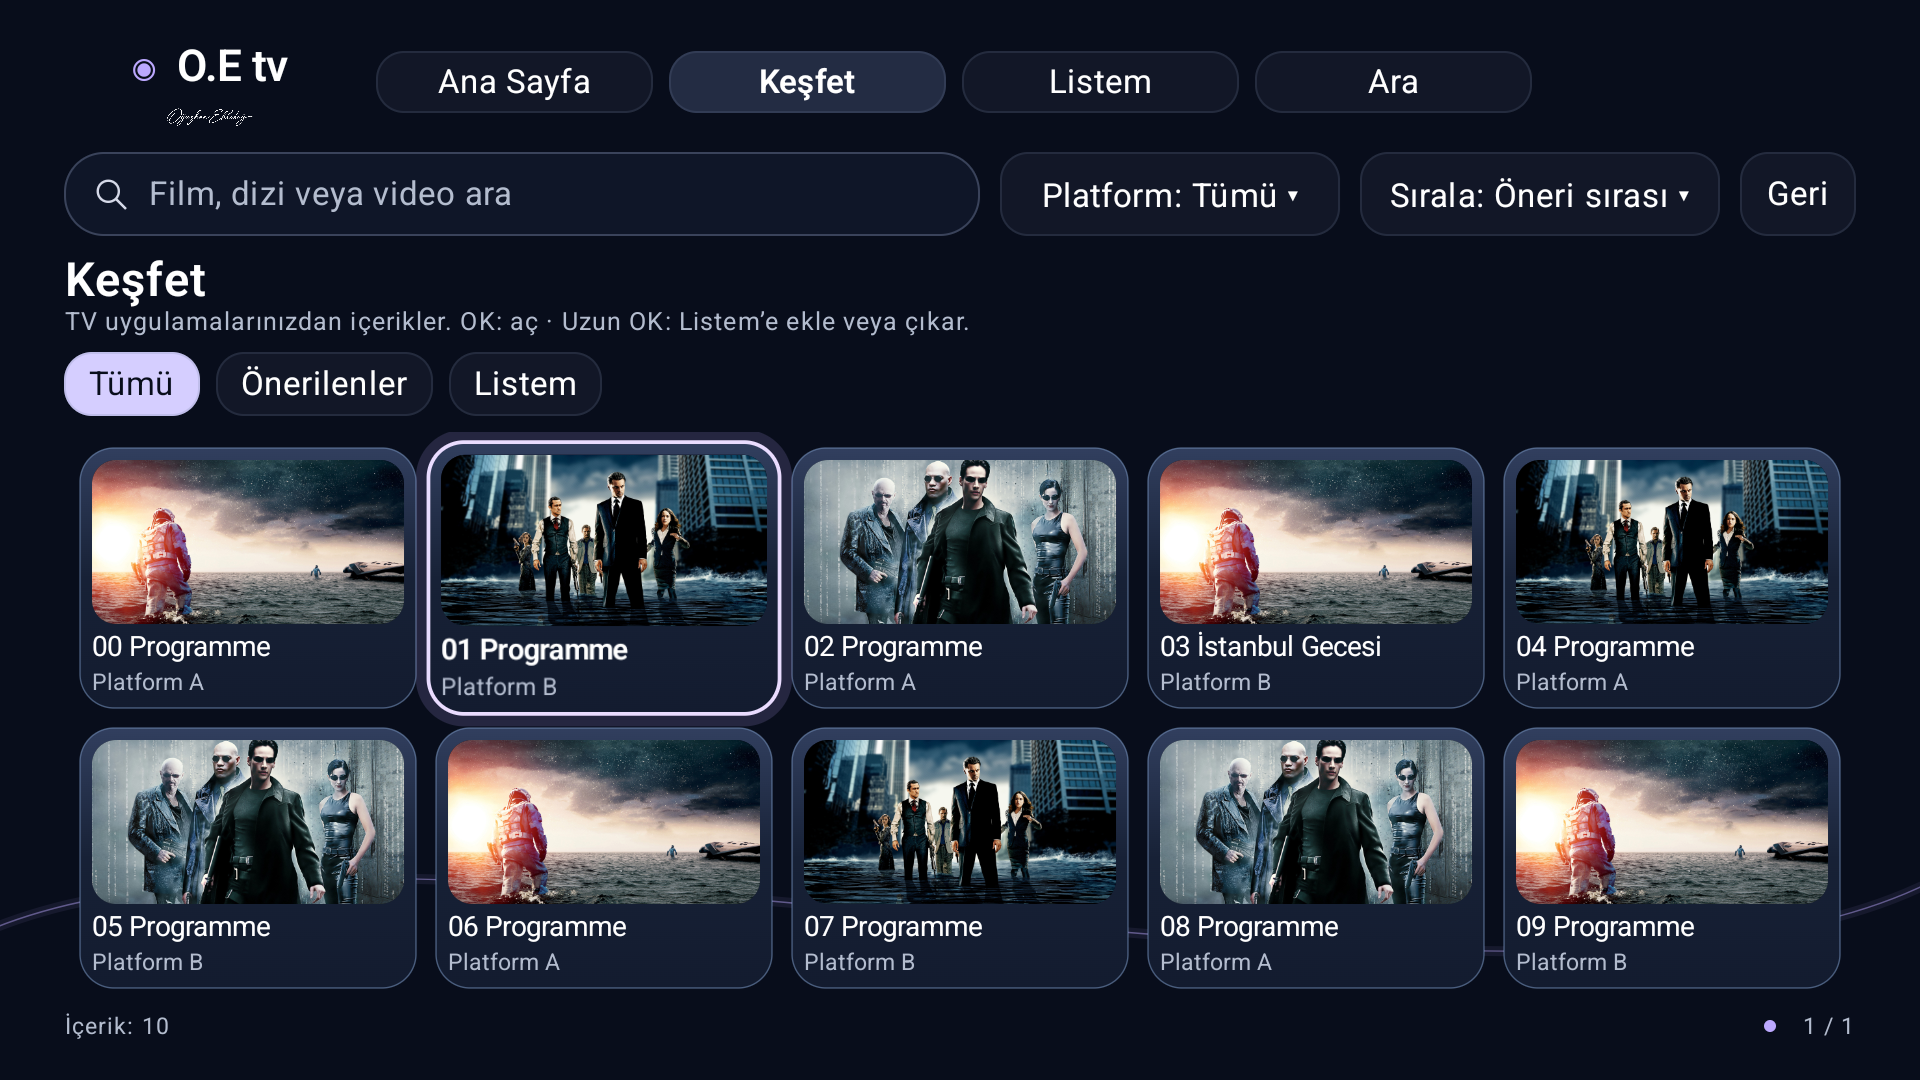 O.E tv
Ana Sayfa
Keşfet
Listem
Ara
Film, dizi veya video ara
Platform: Tümü ▾
Sırala: Öneri sırası ▾
Geri
Keşfet
TV uygulamalarınızdan içerikler. OK: aç · Uzun OK: Listem’e ekle veya çıkar.
Tümü
Önerilenler
Listem
00 Programme
Platform A
01 Programme
Platform B
02 Programme
Platform A
03 İstanbul Gecesi
Platform B
04 Programme
Platform A
05 Programme
Platform B
06 Programme
Platform A
07 Programme
Platform B
08 Programme
Platform A
09 Programme
Platform B
İçerik: 10
1 / 1